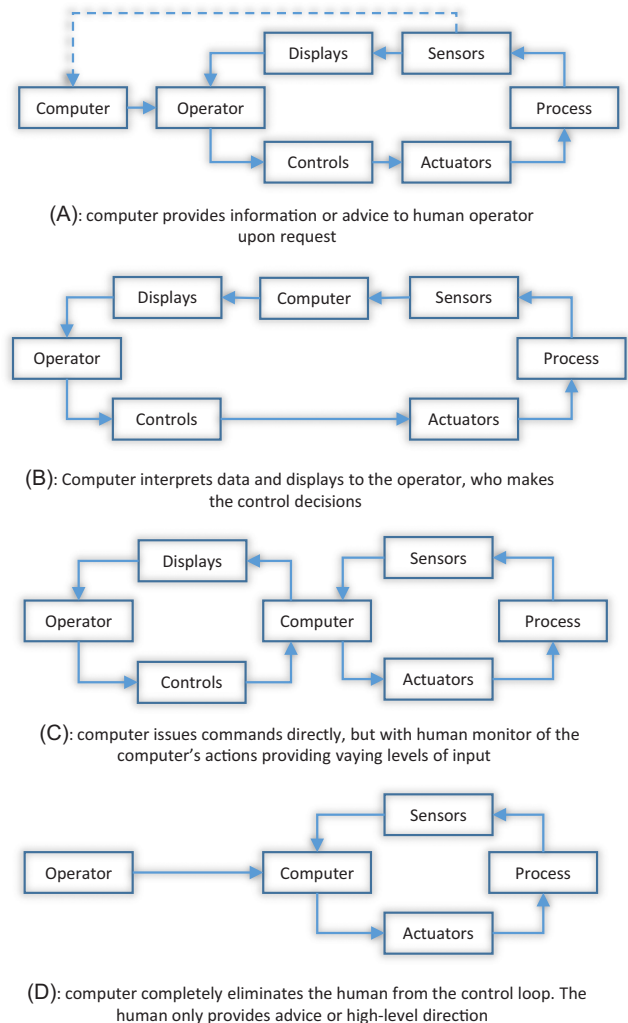 Displays
Sensors
Computer
Operator
Process
Controls
Actuators
(A): computer provides information or advice to human operator
upon request
Displays
Computer
Sensors
Operator
Process
Controls
Actuators
(B): Computer interprets data and displays to the operator, who makes
the control decisions
Displays
Sensors
Operator
Computer
Process
Controls
Actuators
(C): computer issues commands directly, but with human monitor of the
computer’s actions providing vaying levels of input
Sensors
Operator
Computer
Process
Actuators
(D): computer completely eliminates the human from the control loop. The
human only provides advice or high-level direction